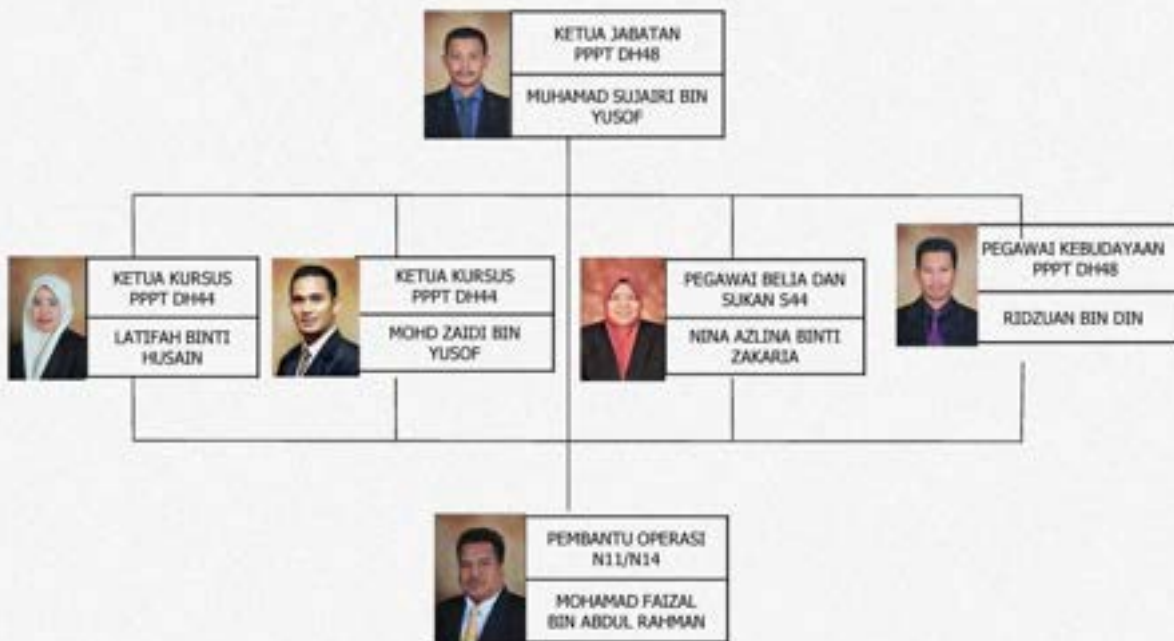 KETUA JABATAN
PPPT DH48
MUHAMAD SUJAIRI BIN
YUSOF
KETUA KURSUS
PPPT DH44
LATIFAH BINTI
HUSAIN
KETUA KURSUS
PPPT DH44
MOHD ZAIDI BIN
YUSOF
PEGAWAI BELIA DAN
SUKAN S44
NINA AZLINA BINTI
ZAKARIA
PEGAWAI KEBUDAYAAN
PPPT DH48
RIDZUAN BIN DIN
PEMBANTU OPERASI
N11/N14
MOHAMAD FAIZAL
BIN ABDUL RAHMAN